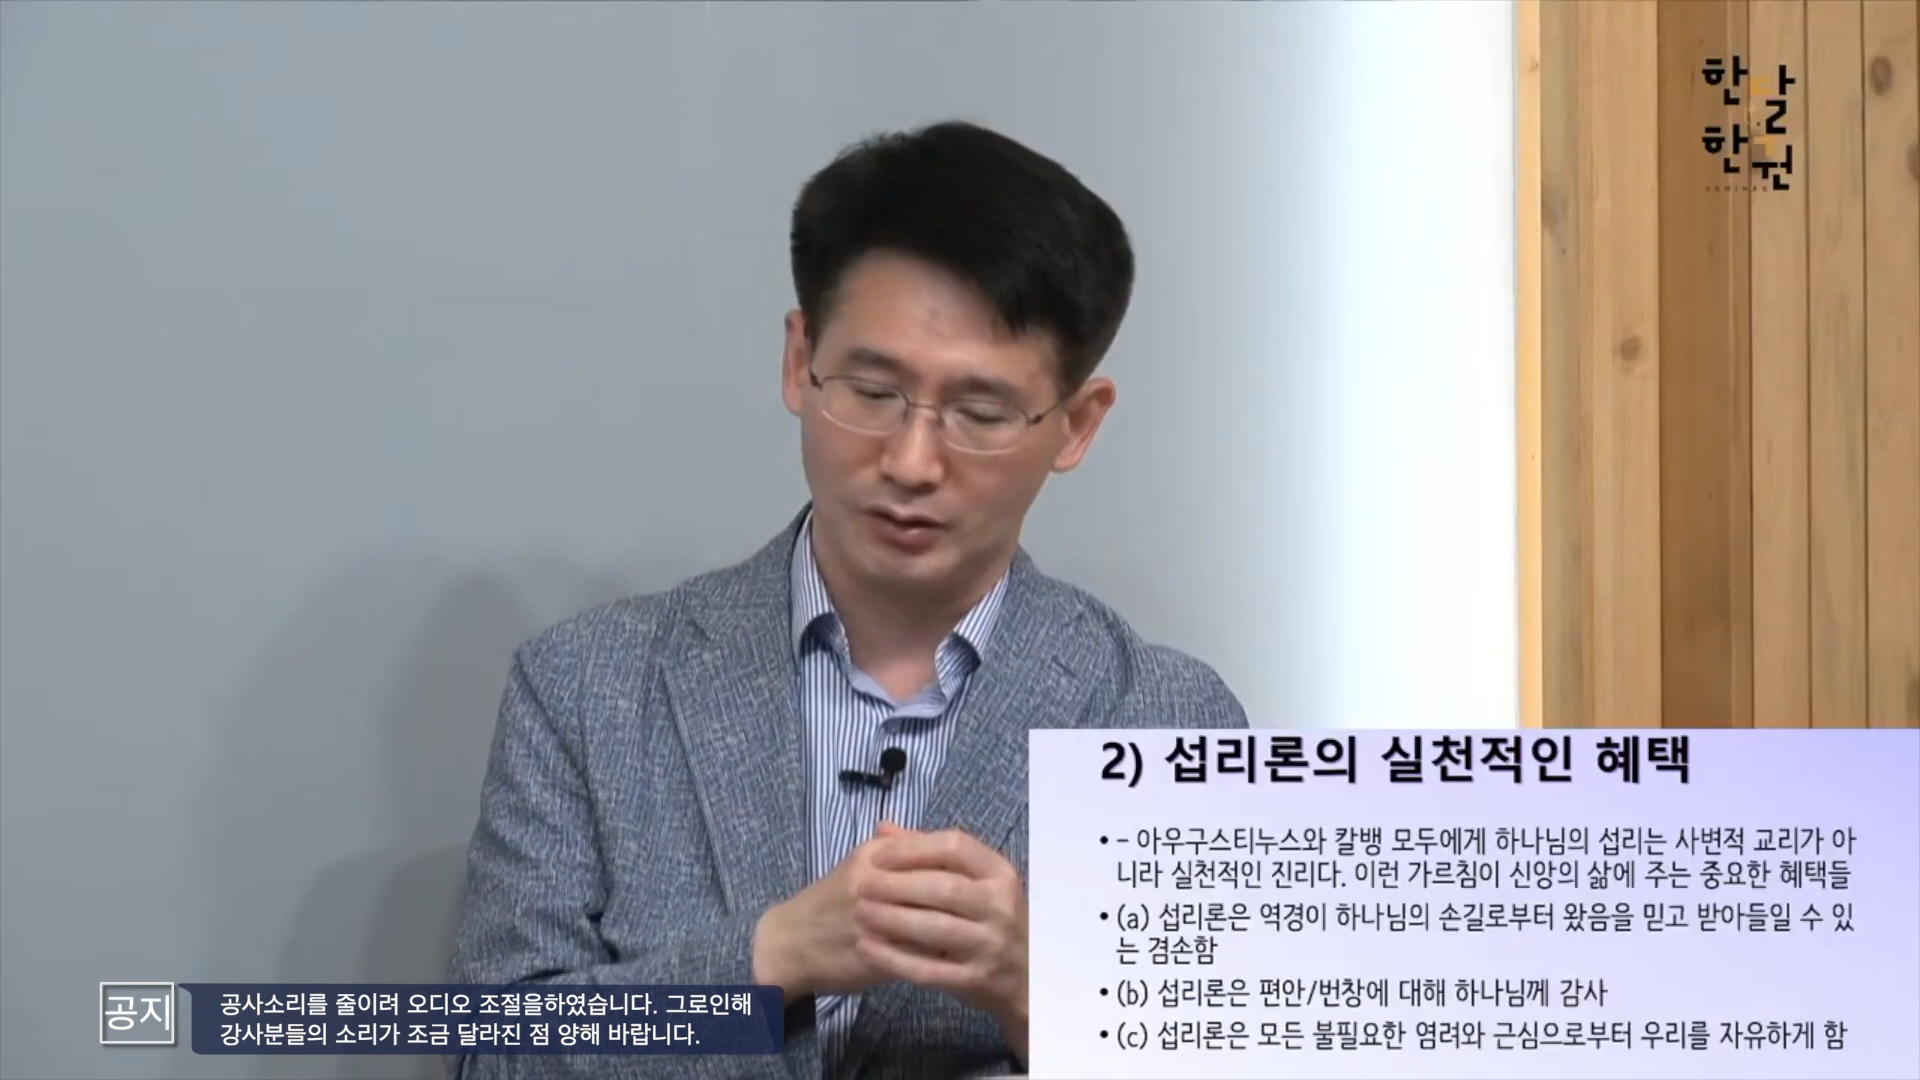 한달
한권
2) 섭리론의 실천적인 혜택
• – 아우구스티누스와 칼뱅 모두에게 하나님의 섭리는 사변적 교리가 아
니라 실천적인 진리다. 이런 가르침이 신앙의 삶에 주는 중요한 혜택들
• (a) 섭리론은 역경이 하나님의 손길로부터 왔음을 믿고 받아들일 수 있
는 겸손함
• (b) 섭리론은 편안/번창에 대해 하나님께 감사
• (c) 섭리론은 모든 불필요한 염려와 근심으로부터 우리를 자유하게 함
공지
공사소리를 줄이려 오디오 조절을하였습니다. 그로인해
강사분들의 소리가 조금 달라진 점 양해 바랍니다.